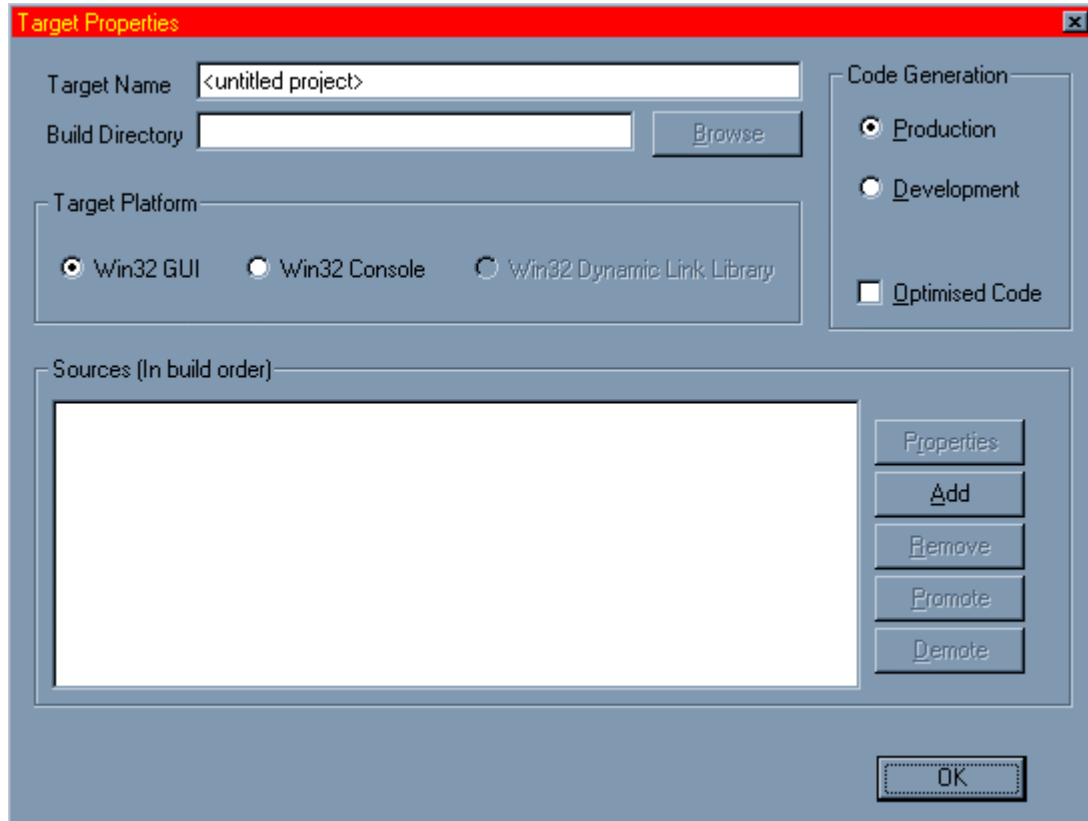 Target Properties
Target Name <untitled project>
Build Directory
Browse
Code Generation
Production
Development
Optimised Code
Target Platform
Win32 GUI Win32 Console Win32 Dynamic Link Library
Sources (In build order)
Properties
Add
Remove
Promote
Demote
OK